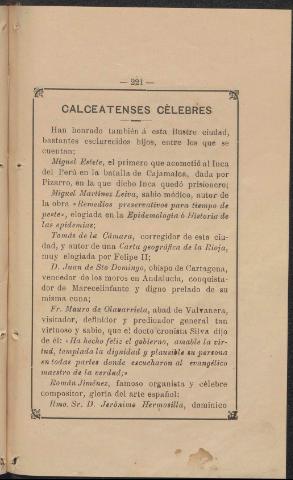 — 221 —
CALCEATENSES CÉLEBRES
Han honrado también á esta ilustre ciudad,
bastantes esclarecidos hijos, entre los que se
cuentan;
Miguel Estete, el primero que acometió al Inca
del Perú en la batalla de Cajamalca, dada por
Pizarro, en la que dicho Inca quedó prisionero;
Miguel Martínez Leiva, sabio médico, autor de
la obra «Remedios preservativos para tiempo de
peste», elogiada en la Epidemología ó Historia de
las epidemias;
Tomás de la Cámara, corregidor de esta ciu-
dad, y autor de una Carta geográfica de la Rioja,
muy elogiada por Felipe II;
D. Juan de Sto Domingo, obispo de Cartagena,
vencedor de los moros en Andalucía, conquista-
dor de Marecelinfante y digno prelado de su
misma cuna;
Fr. Mauro de Olavarrieta, abad de Valvanera,
visitador, definidor y predicador general tan
virtuoso y sabio, que el docto cronista Silva dijo
de él: «Ha hecho feliz el gobierno, amable la vir-
tud, templada la dignidad y plausible su persona
en todas partes donde escucharon al evangélico
maestro de la verdad;»
Román Jiménez, famoso organista y célebre
compositor, gloria del arte español:
Rmo. Sr. D. Jerónimo Hermosilla, dominico